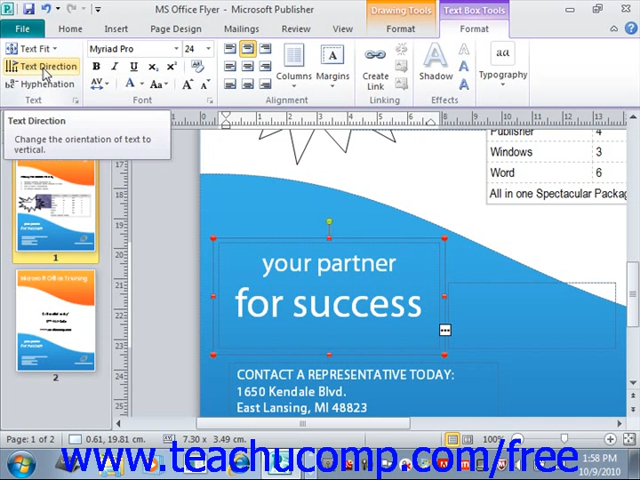 MS Office Flyer - Microsoft Publisher
Drawing Tools
Text Box Tools
File
Home
Insert
Page Design
Mailings
Review
View
Format
Format
Text Fit
Text Direction
Hyphenation
Text
Myriad Pro
24
Font
Columns
Margins
Alignment
Create Link
Linking
Shadow
Effects
Typography
Text Direction
Change the orientation of text to
vertical.
Publisher 4
Windows 3
Word 6
All in one Spectacular Packag
your partner
for success
CONTACT A REPRESENTATIVE TODAY:
1650 Kendale Blvd.
East Lansing, MI 48823
1
2
Page: 1 of 2
0.61, 19.81 cm.
7.30 x 3.49 cm.
100%
www.teachucomp.com/free
1:58 PM
10/9/2010